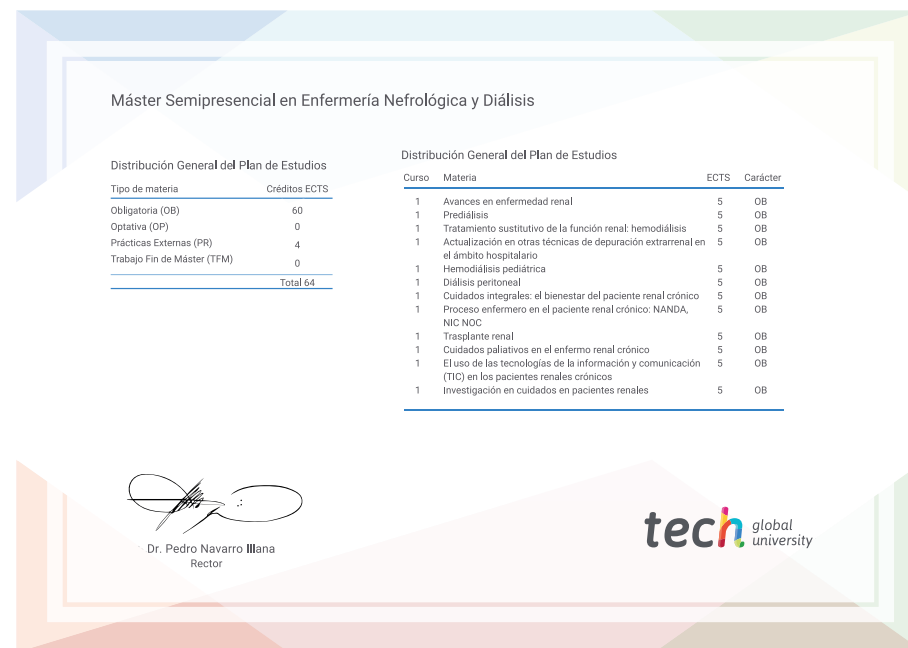 Máster Semipresencial en Enfermería Nefrológica y Diálisis
Distribución General del Plan de Estudios
Tipo de materia Créditos ECTS
Obligatoria (OB) 60
Optativa (OP) 0
Prácticas Externas (PR) 4
Trabajo Fin de Máster (TFM) 0
Total 64
Distribución General del Plan de Estudios
Curso Materia ECTS Carácter
1 Avances en enfermedad renal 5 OB
1 Prediálisis 5 OB
1 Tratamiento sustitutivo de la función renal: hemodiálisis 5 OB
1 Actualización en otras técnicas de depuración extrarrenal en 5 OB
el ámbito hospitalario
1 Hemodiálisis pediátrica 5 OB
1 Diálisis peritoneal 5 OB
1 Cuidados integrales: el bienestar del paciente renal crónico 5 OB
1 Proceso enfermero en el paciente renal crónico: NANDA, 5 OB
NIC NOC
1 Trasplante renal 5 OB
1 Cuidados paliativos en el enfermo renal crónico 5 OB
1 El uso de las tecnologías de la información y comunicación 5 OB
(TIC) en los pacientes renales crónicos
1 Investigación en cuidados en pacientes renales 5 OB
Dr. Pedro Navarro Illana
Rector
tech global
university